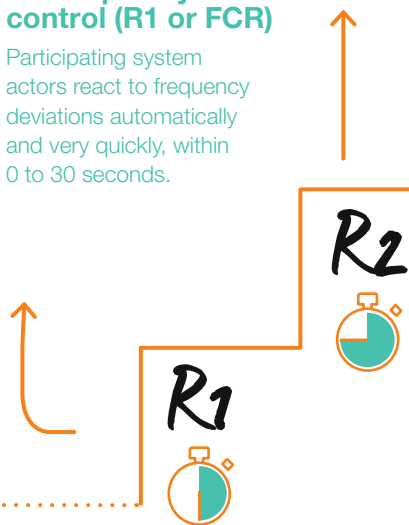 control (R1 or FCR)
Participating system
actors react to frequency
deviations automatically
and very quickly, within
0 to 30 seconds.
R2
R1